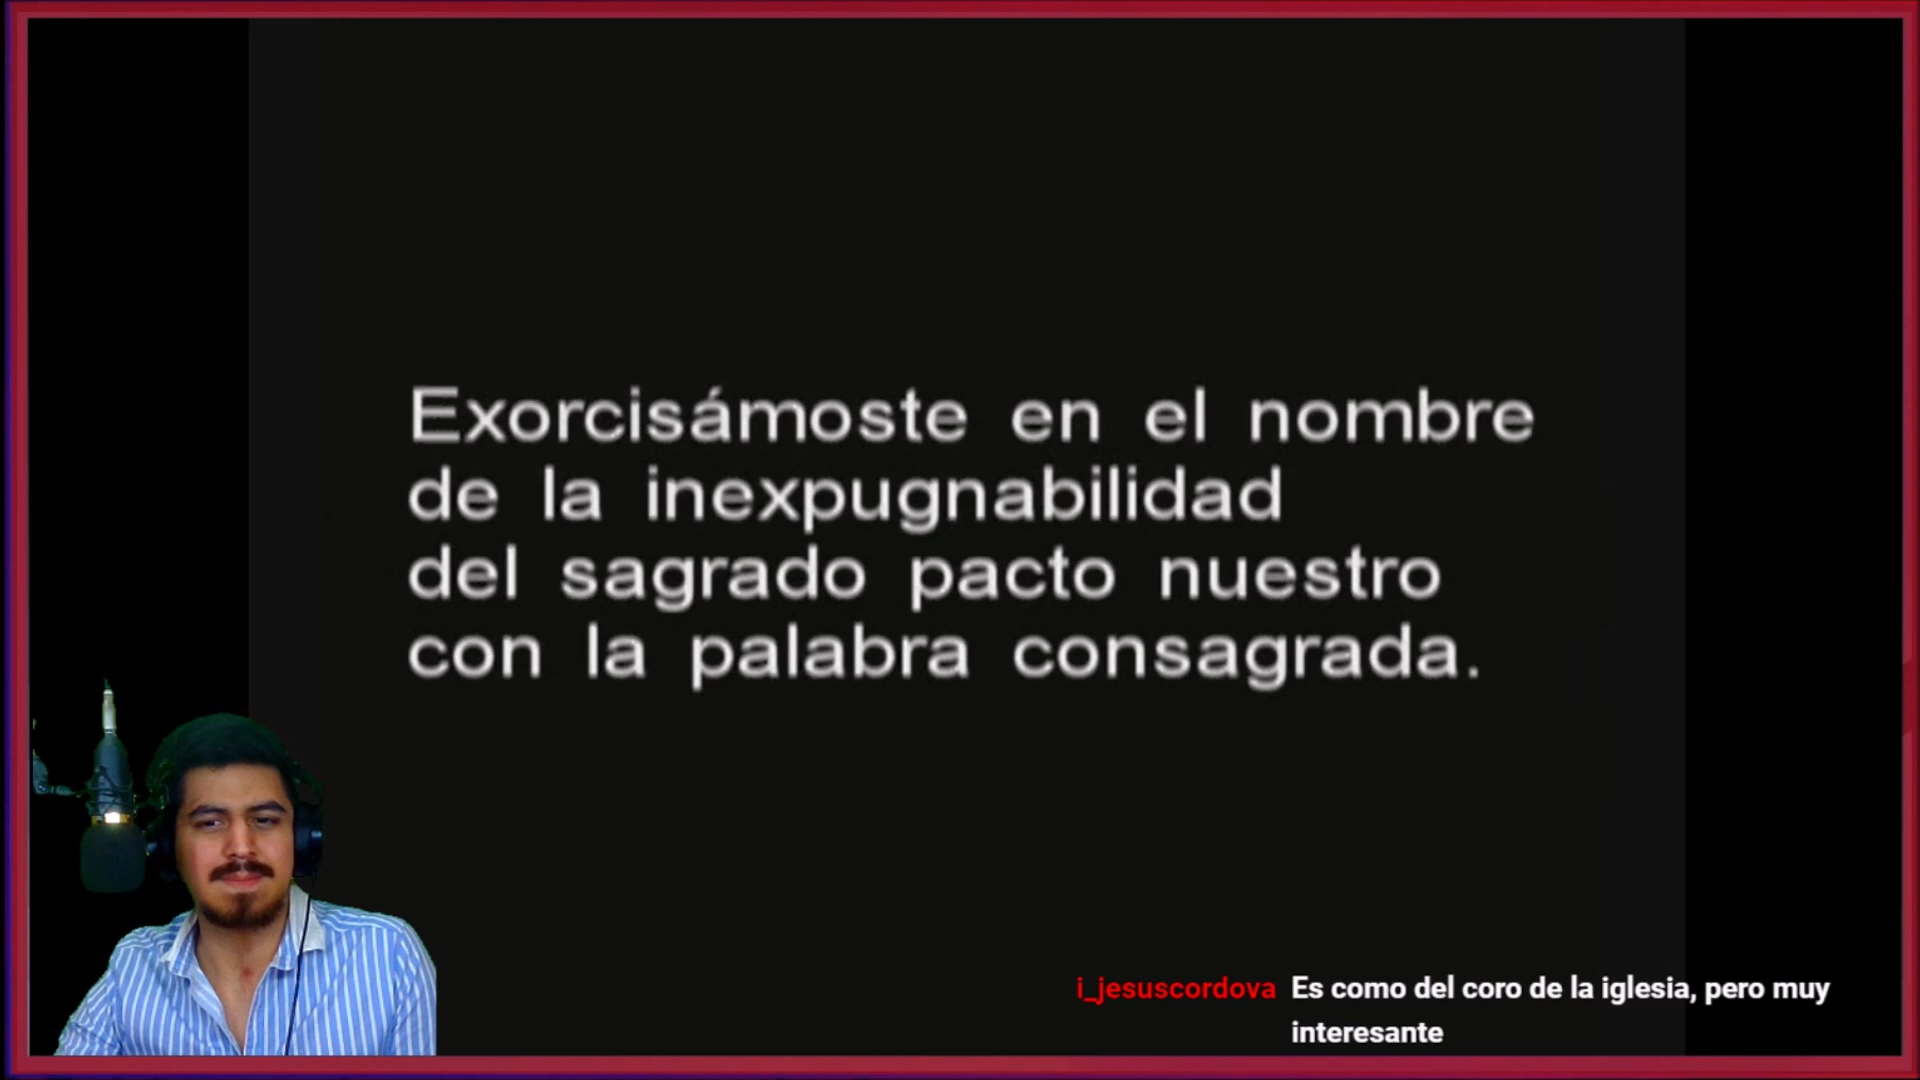 Exorcisámoste en el nombre
de la inexpugnabilidad
del sagrado pacto nuestro
con la palabra consagrada.
i_jesuscordova Es como del coro de la iglesia, pero muy
interesante